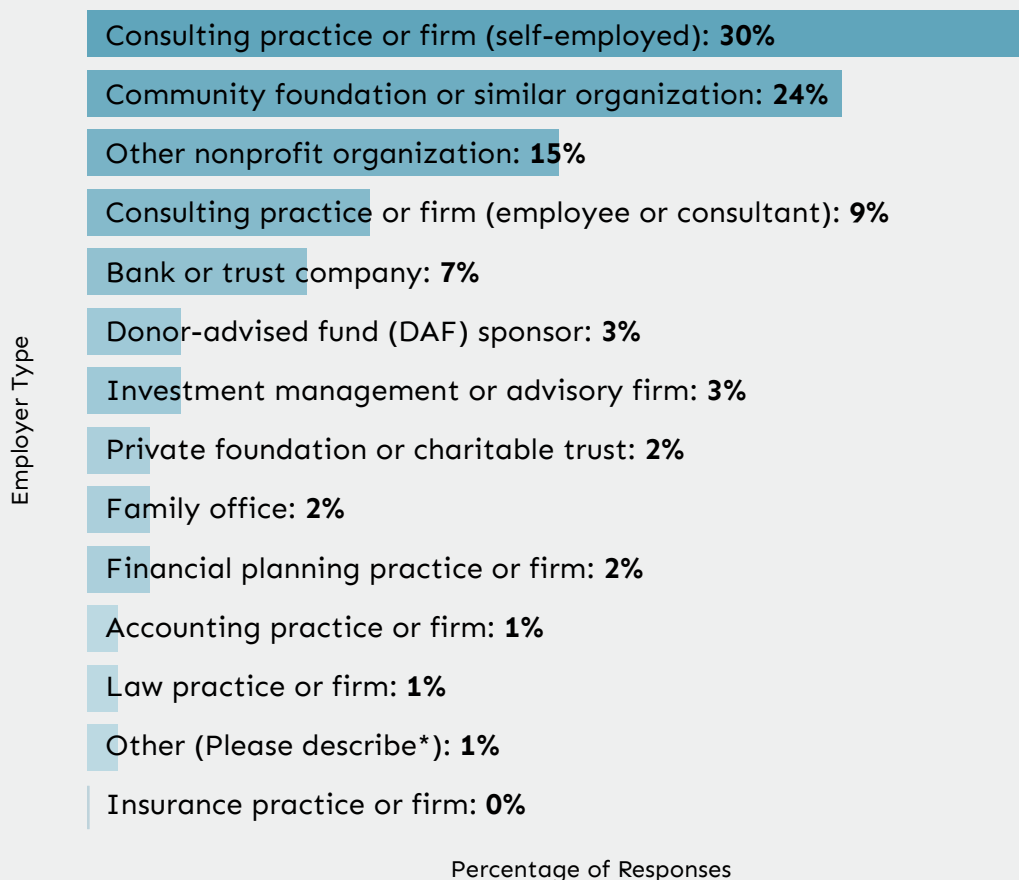 Consulting practice or firm (self-employed): 30%
Community foundation or similar organization: 24%
Other nonprofit organization: 15%
Consulting practice or firm (employee or consultant): 9%
Bank or trust company: 7%
Donor-advised fund (DAF) sponsor: 3%
Investment management or advisory firm: 3%
Private foundation or charitable trust: 2%
Family office: 2%
Financial planning practice or firm: 2%
Accounting practice or firm: 1%
Law practice or firm: 1%
Other (Please describe*): 1%
Insurance practice or firm: 0%
Employer Type
Percentage of Responses